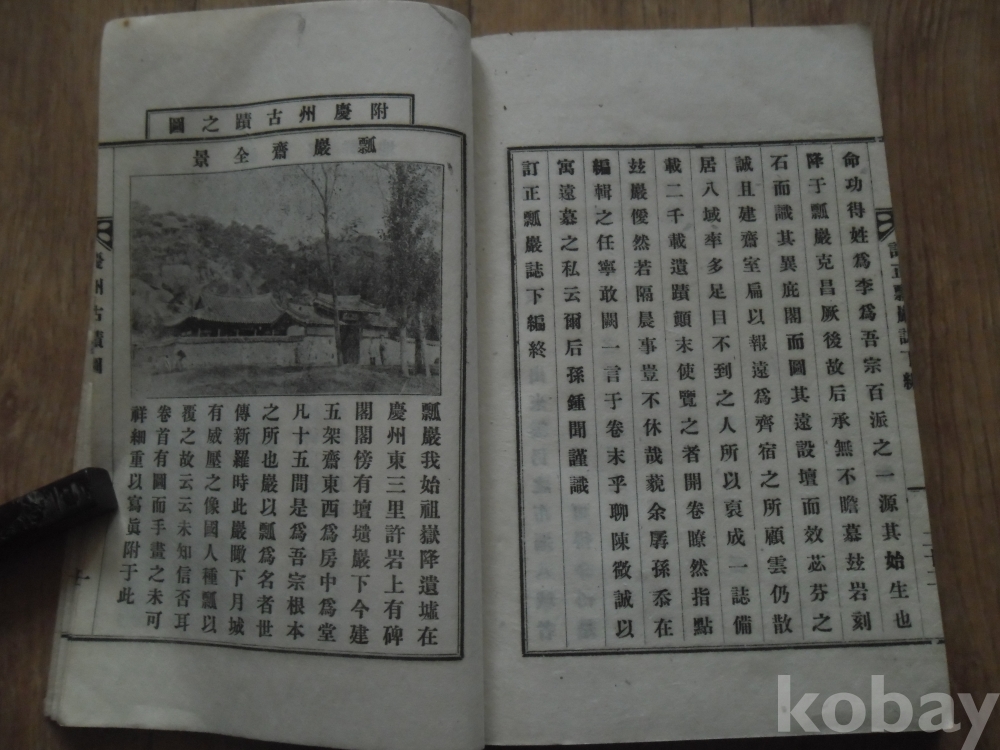 命功得姓爲李爲吾宗百派之一源其始生也
降于瓢巖克昌厥後故后承無不瞻慕玆岩刻
石而識其異庇閣而圖其遠設壇而效苾芬之
誠且建齋室扁以報遠爲齊宿之所顧雲仍散
居八域率多足目不到之人所以裒成一誌備
載二千載遺蹟顚末使覽之者開卷瞭然指點
玆巖僾然若隔晨事豈不休哉藐余孱孫忝在
編輯之任寧敢闕一言于卷末乎聊陳微誠以
寓遠慕之私云爾后孫鍾聞謹識
訂正瓢巖誌下編終
附慶州古蹟之圖
瓢巖齋全景
瓢巖我始祖嶽降遺墟在
慶州東三里許岩上有碑
閣閣傍有壇墠巖下今建
五架齋東西爲房中爲堂
凡十五間是爲吾宗根本
之所也巖以瓢爲名者世
傳新羅時此巖瞰下月城
有威壓之像國人種瓢以
覆之故云云未知信否耳
卷首有圖而手畫之未可
祥細重以寫眞附于此
慶州古蹟圖
kobay